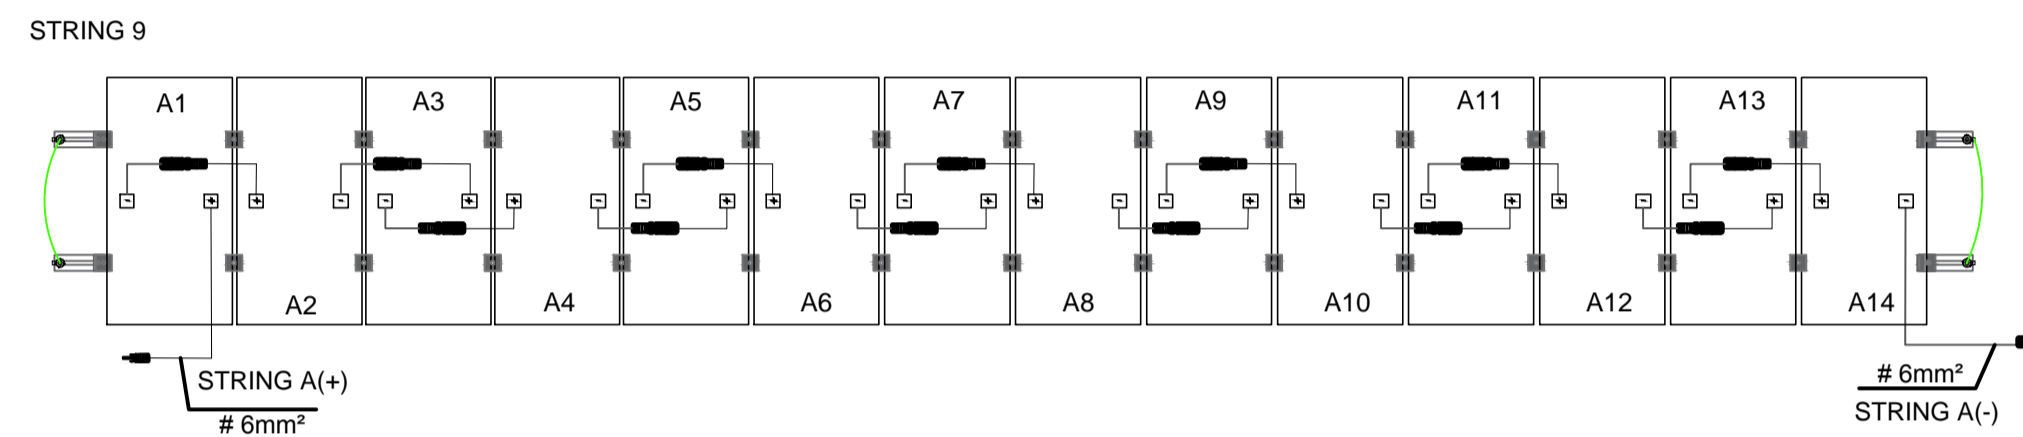 STRING 9
A1
A3
A5
A7
A9
A11
A13
- + + - - + + - - + + - - + + - - + + - - + + - - + + -
A2
A4
A6
A8
A10
A12
A14
STRING A(+)
# 6mm²
# 6mm²
STRING A(-)